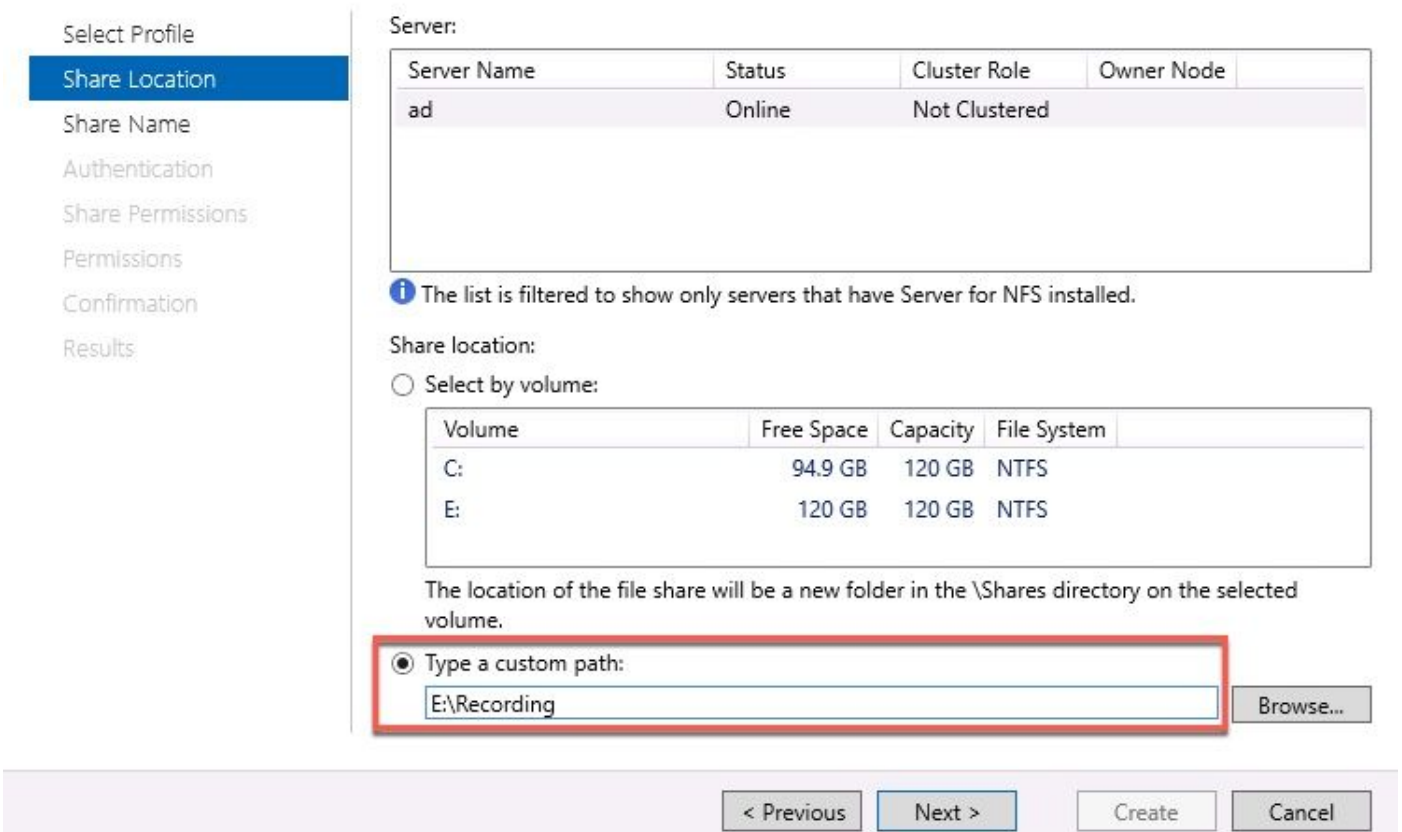 Select Profile
Share Location
Share Name
Authentication
Share Permissions
Permissions
Confirmation
Results
Server:
Server Name Status Cluster Role Owner Node
ad Online Not Clustered
The list is filtered to show only servers that have Server for NFS installed.
Share location:
Select by volume:
Volume Free Space Capacity File System
C: 94.9 GB 120 GB NTFS
E: 120 GB 120 GB NTFS
The location of the file share will be a new folder in the \Shares directory on the selected
volume.
Type a custom path:
E:\Recording
Browse...
< Previous Next > Create Cancel